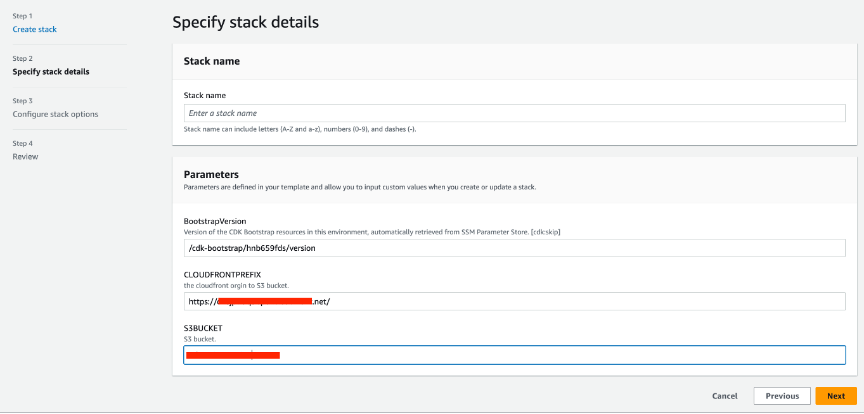 Step 1
Create stack
Step 2
Specify stack details
Step 3
Configure stack options
Step 4
Review
Specify stack details
Stack name
Stack name
Enter a stack name
Stack name can include letters (A-Z and a-z), numbers (0-9), and dashes (-).
Parameters
Parameters are defined in your template and allow you to input custom values when you create or update a stack.
BootstrapVersion
Version of the CDK Bootstrap resources in this environment, automatically retrieved from SSM Parameter Store. [cdk:skip]
/cdk-bootstrap/hnb659fds/version
CLOUDFRONTPREFIX
the cloudfront orgin to S3 bucket.
https:// .net/
S3BUCKET
S3 bucket.
Cancel Previous Next